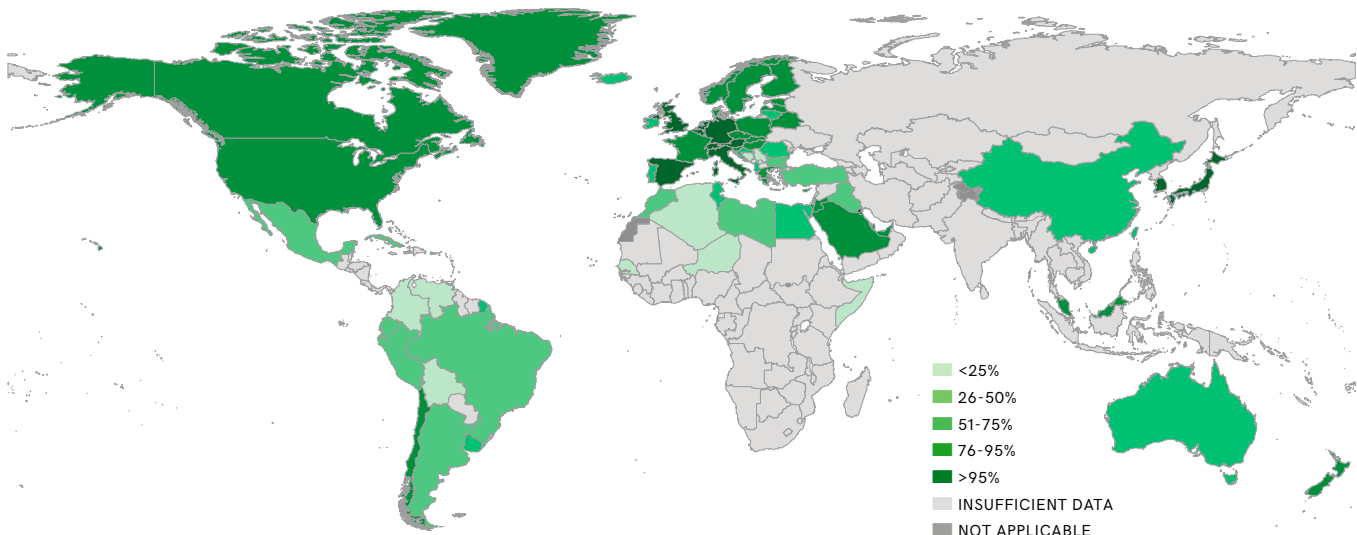 <25%
26-50%
51-75%
76-95%
>95%
INSUFFICIENT DATA
NOT APPLICABLE